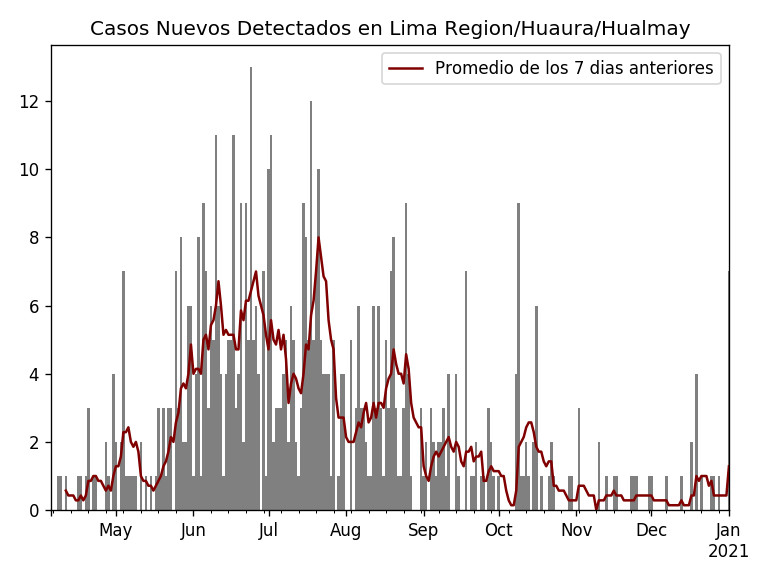 Casos Nuevos Detectados en Lima Region/Huaura/Hualmay
Promedio de los 7 dias anteriores
12
10
8
6
4
2
0
May Jun Jul Aug Sep Oct Nov Dec Jan
2021